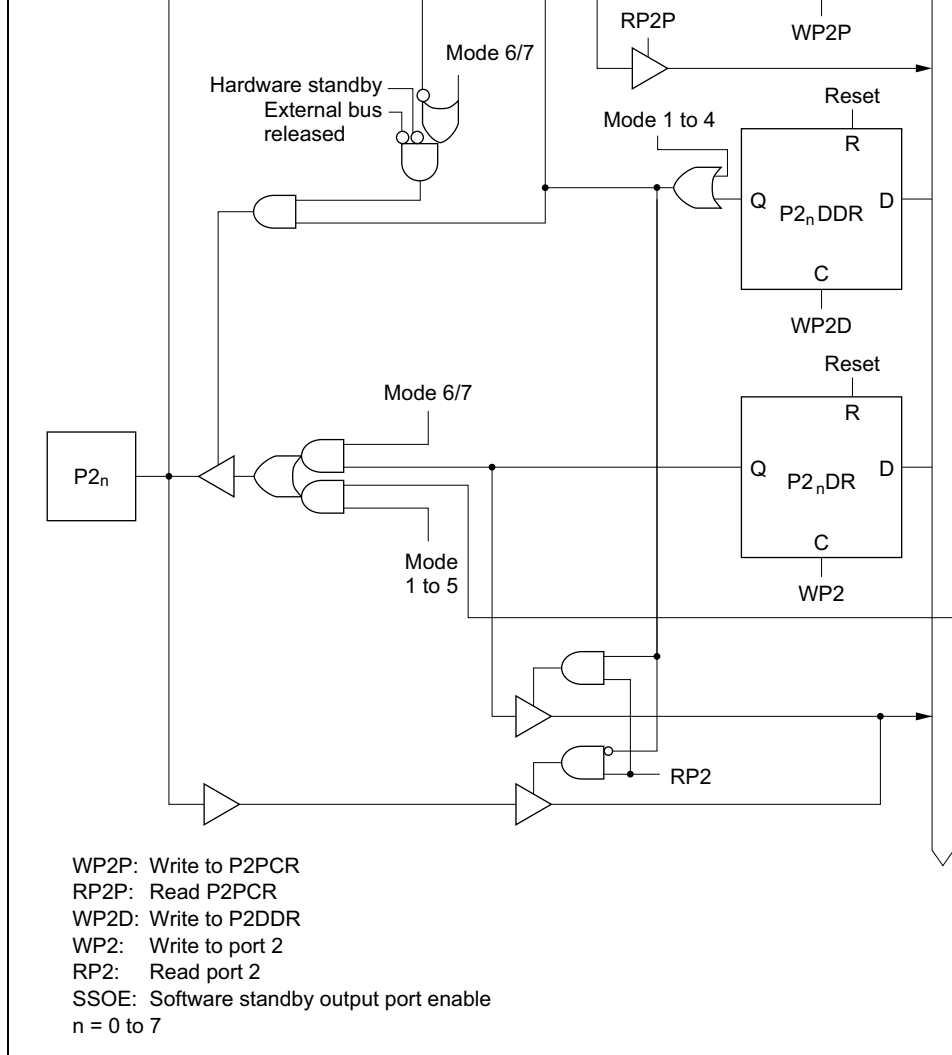 RP2P
WP2P
Mode 6/7
Hardware standby
External bus
released
Mode 1 to 4
Reset
R
Q
P2nDDR
D
C
WP2D
Reset
Mode 6/7
R
P2n
Q
P2nDR
D
C
Mode
1 to 5
WP2
RP2
WP2P: Write to P2PCR
RP2P: Read P2PCR
WP2D: Write to P2DDR
WP2: Write to port 2
RP2: Read port 2
SSOE: Software standby output port enable
n = 0 to 7